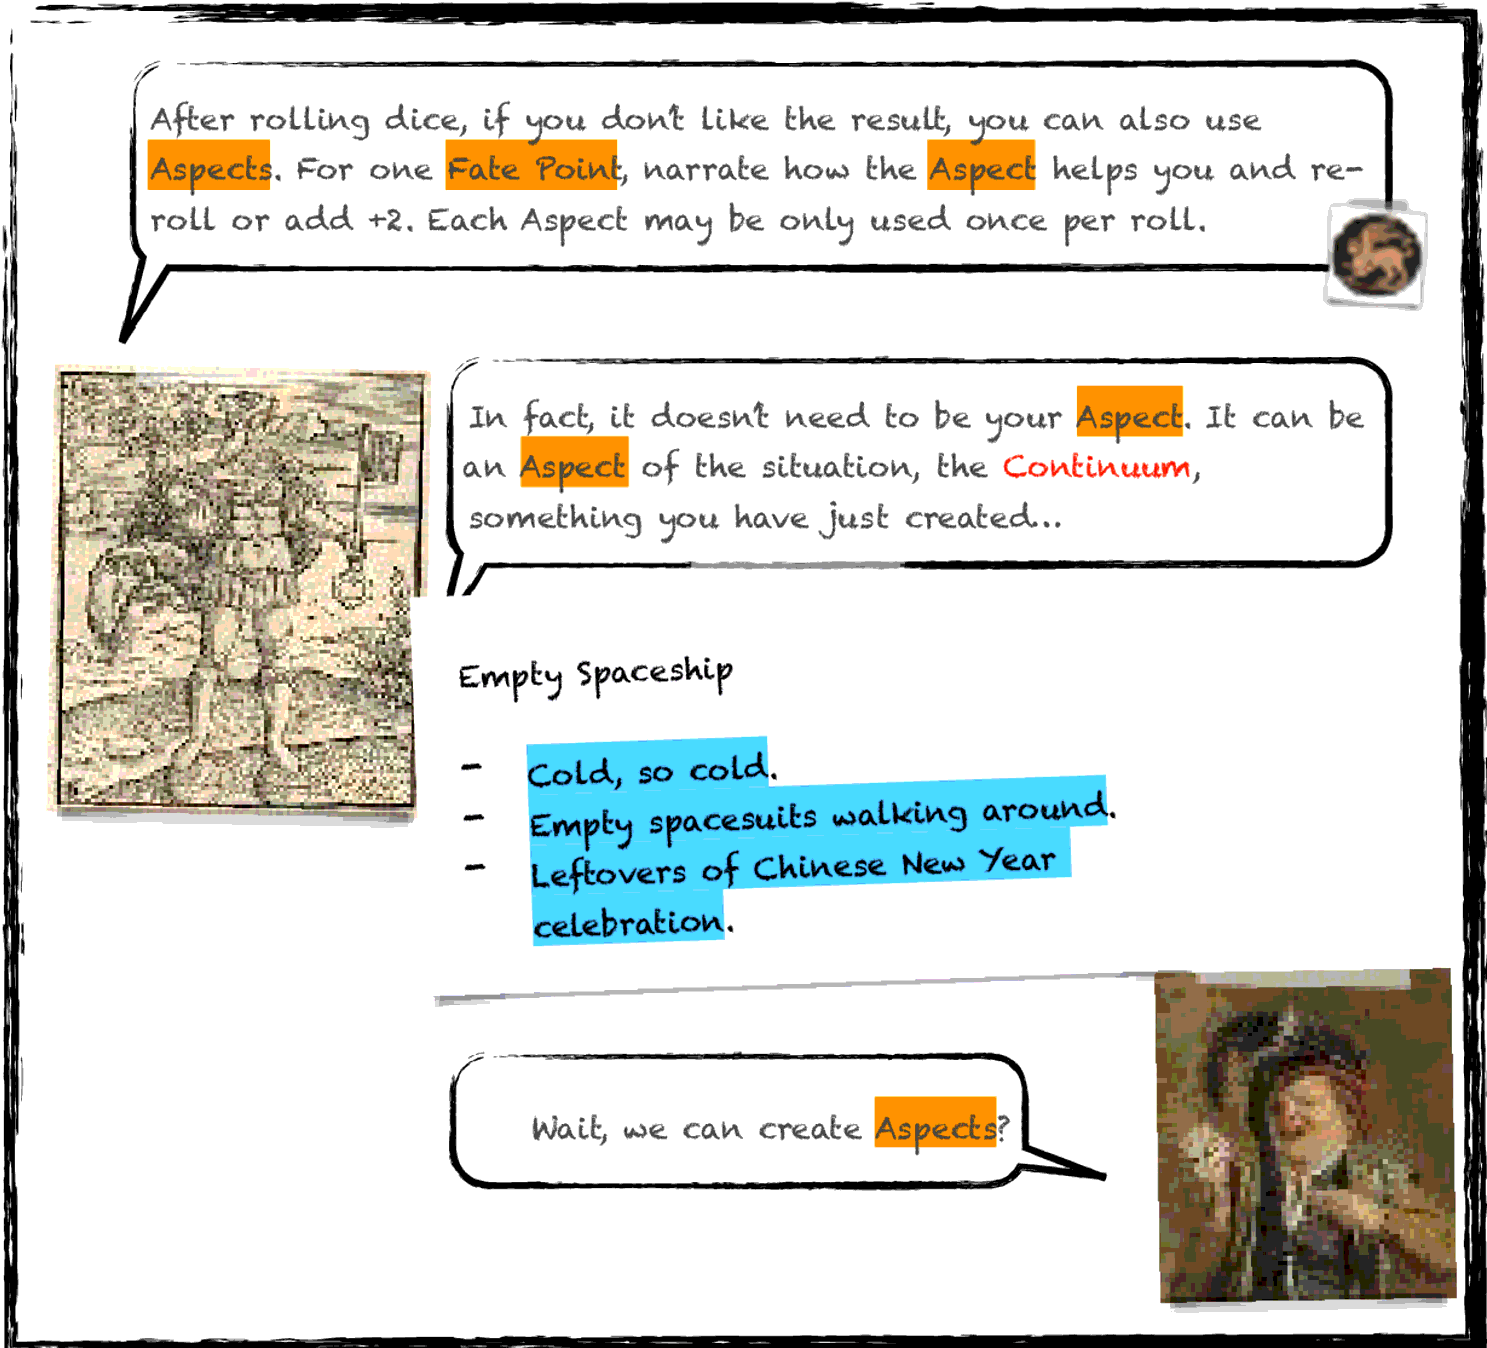 After rolling dice, if you don't like the result, you can also use
Aspects. For one Fate Point, narrate how the Aspect helps you and re-
roll or add +2. Each Aspect may be only used once per roll.
In fact, it doesn't need to be your Aspect. It can be
an Aspect of the situation, the Continuum,
something you have just created...
Empty Spaceship
- Cold, so cold.
- Empty spacesuits walking around.
- Leftovers of Chinese New Year
celebration.
Wait, we can create Aspects?